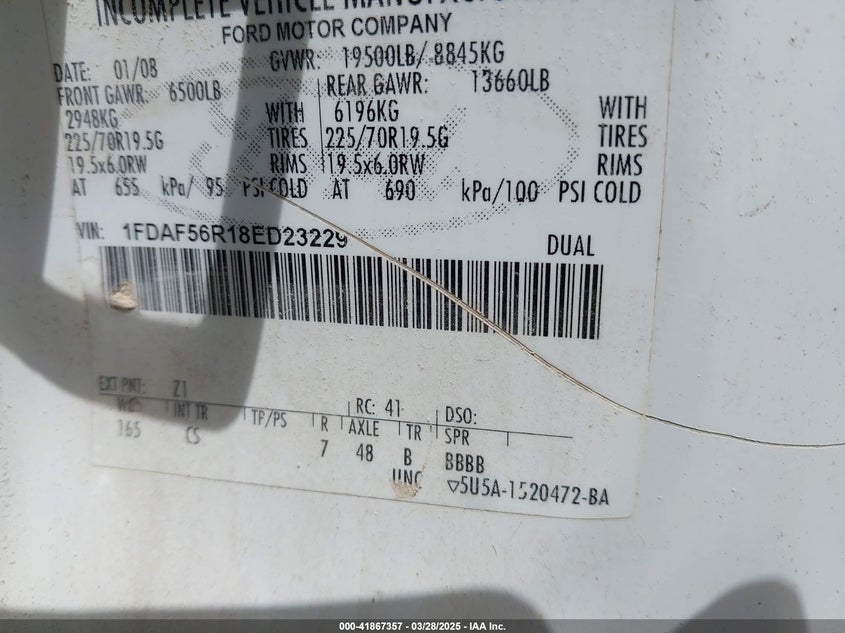 INCOMPLETE VEHICLE
FORD MOTOR COMPANY
DATE: 01/08 GVWR: 19500LB/ 8845KG
FRONT GAWR: 6500LB REAR GAWR: 13660LB
2948KG WITH 6196KG WITH
225/70R19.5G TIRES 225/70R19.5G TIRES
19.5x6.0RW RIMS 19.5x6.0RW RIMS
AT 655 kPa/ 95 PSI COLD AT 690 kPa/100 PSI COLD
VIN: 1FDAF56R18ED23229 DUAL
EXT PNT: Z1 RC: 41 DSO:
WB INT TR TP/PS R AXLE TR SPR
165 CS 7 48 B BBBB
UNC ▽5U5A-1520472-BA
000-41867357 | 03/28/2025 - IAA Inc.